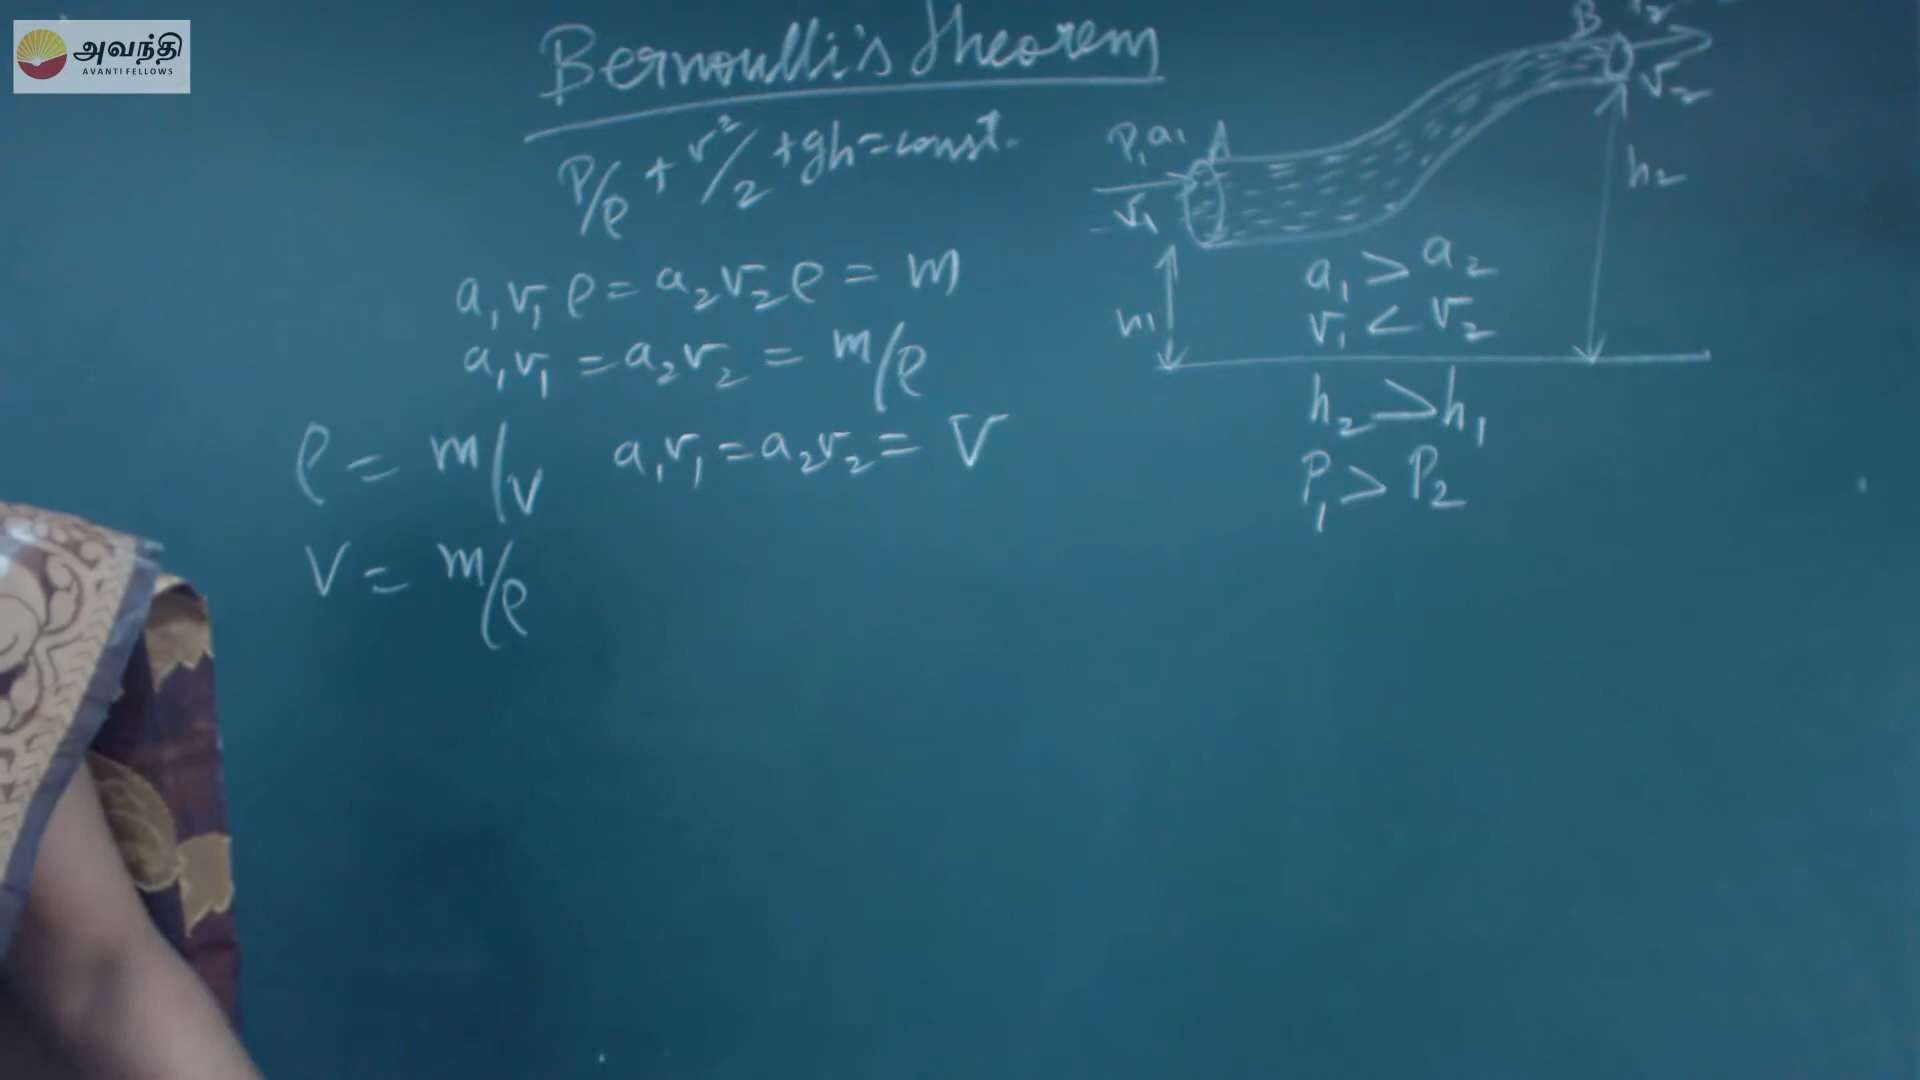 அவந்தி
AVANTI FELLOWS
Bernoulli's Theorem
P/ρ + v²/2 + gh = const.
a₁v₁ρ = a₂v₂ρ = m
a₁v₁ = a₂v₂ = m/ρ
ρ = m/V a₁v₁ = a₂v₂ = V
V = m/ρ
B
v₂
P₁a₁ A
v₁
h₂
h₁
a₁ > a₂
v₁ < v₂
h₂ > h₁
P₁ > P₂